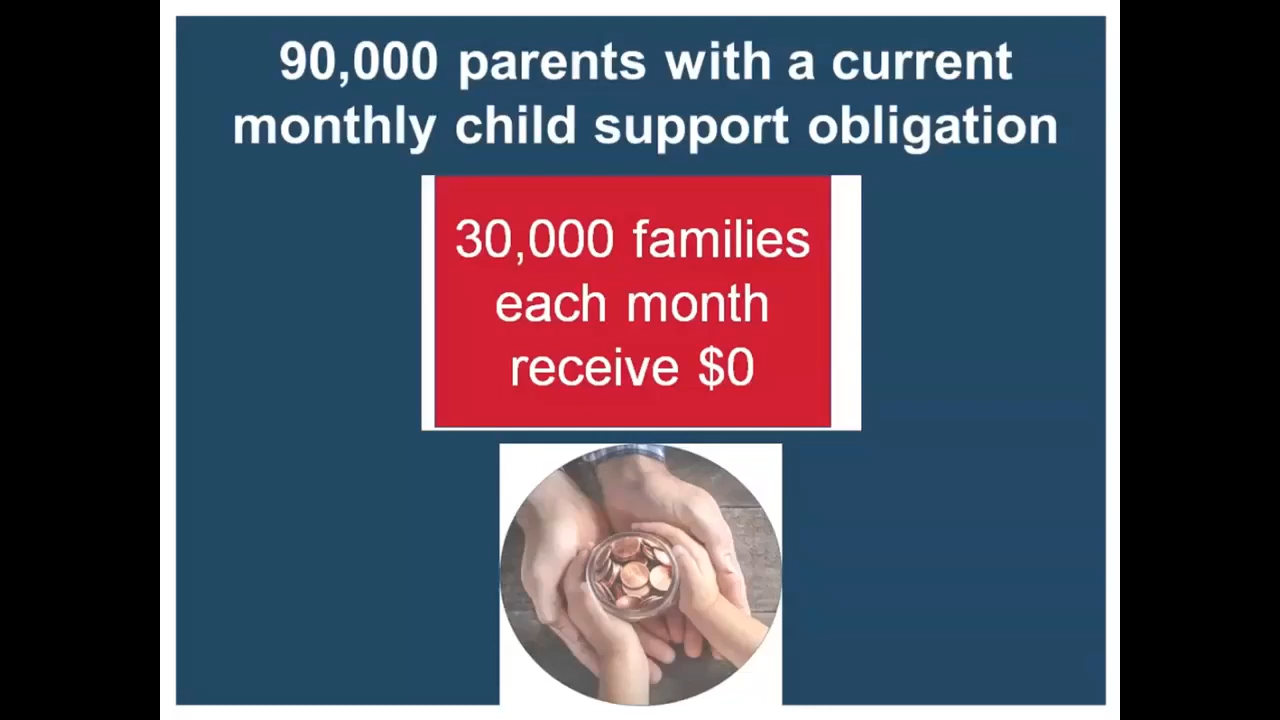 90,000 parents with a current
monthly child support obligation
30,000 families
each month
receive $0